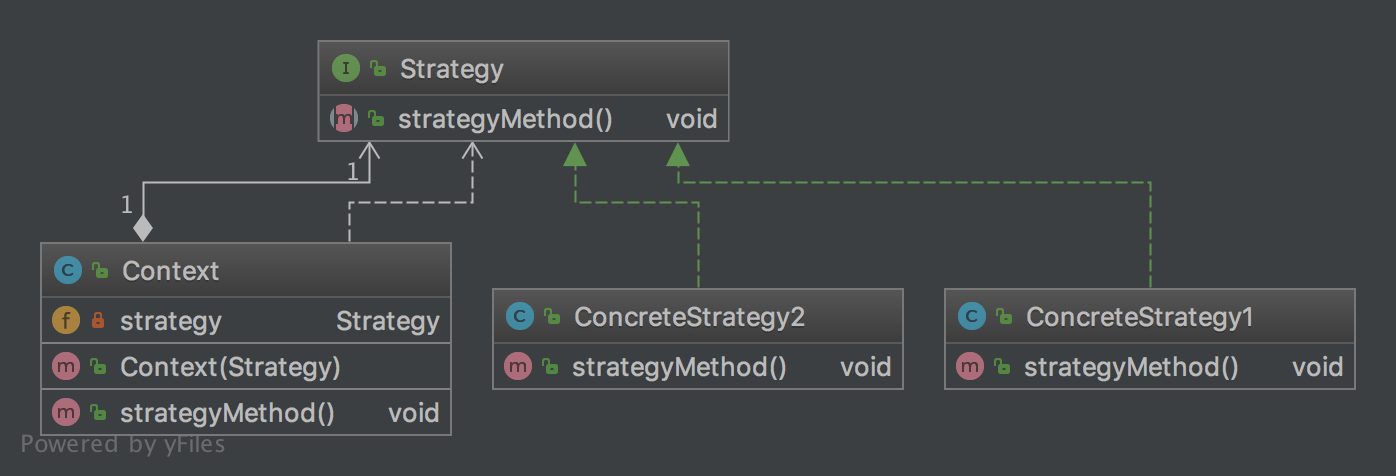 I Strategy
m strategyMethod() void
1
1
C Context
f strategy Strategy
m Context(Strategy)
m strategyMethod() void
C ConcreteStrategy2
m strategyMethod() void
C ConcreteStrategy1
m strategyMethod() void
Powered by yFiles